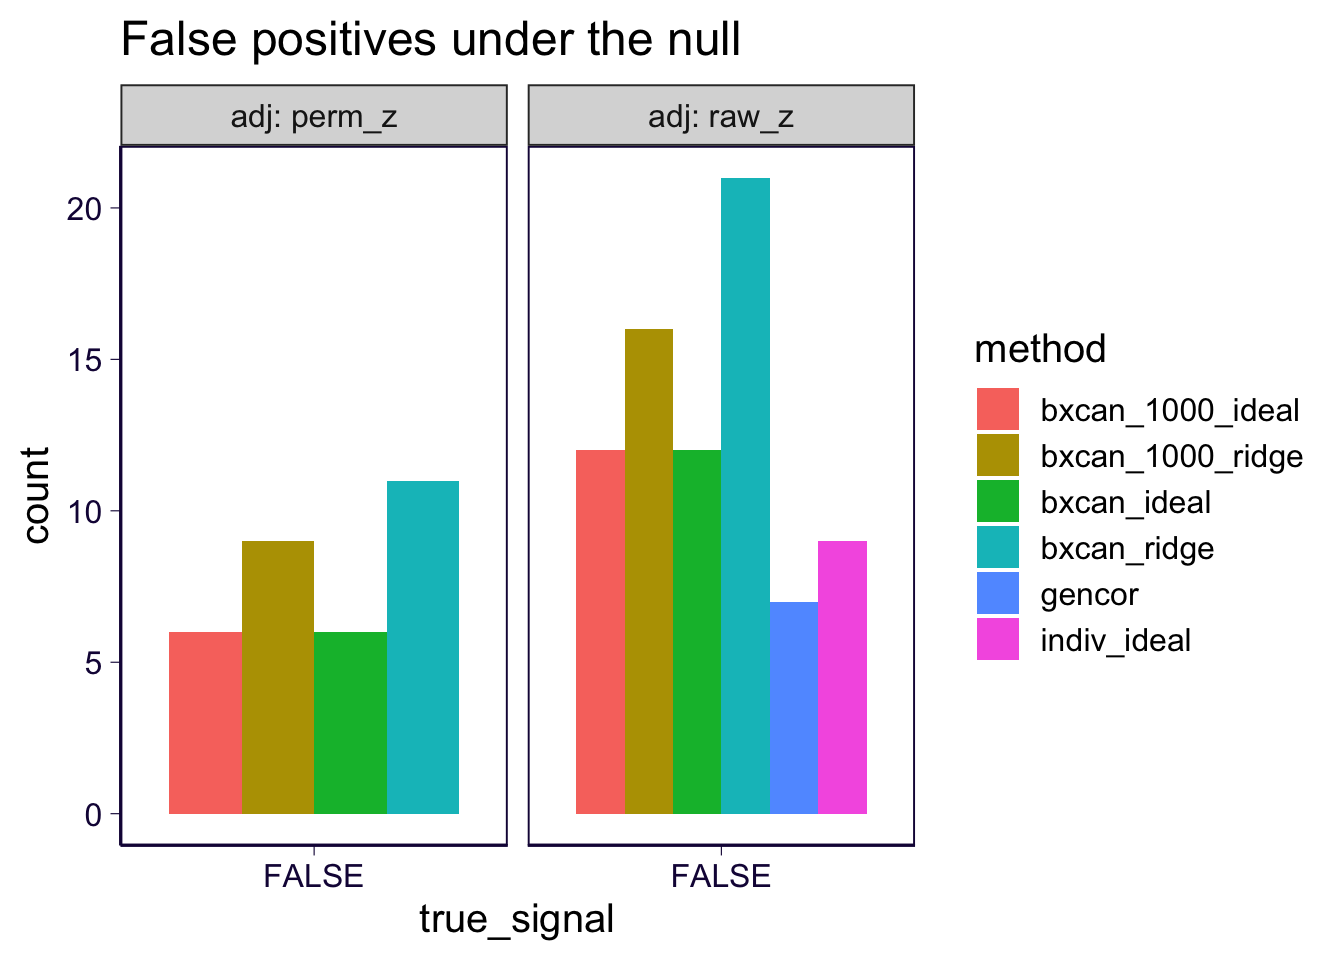 False positives under the null
adj: perm_z
adj: raw_z
20
15
10
5
0
count
FALSE
FALSE
true_signal
method
bxcan_1000_ideal
bxcan_1000_ridge
bxcan_ideal
bxcan_ridge
gencor
indiv_ideal